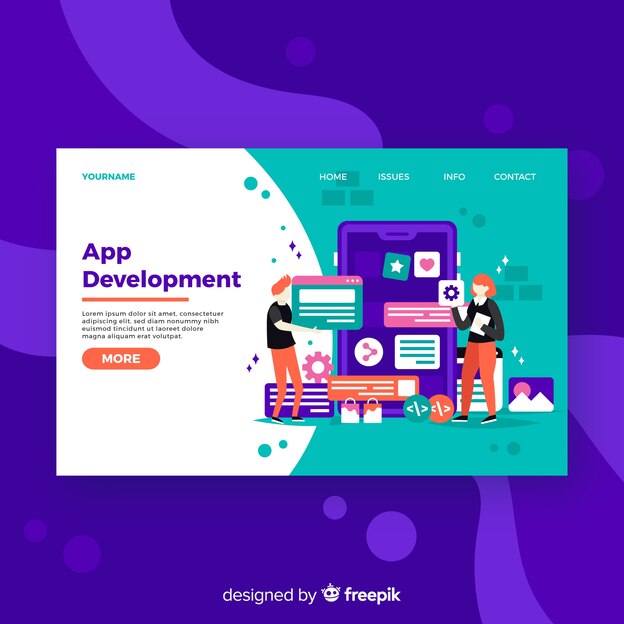 YOURNAME
HOME ISSUES INFO CONTACT
App
Development
Lorem ipsum dolor sit amet, consectetuer
adipiscing elit, sed diam nonummy nibh
euismod tincidunt ut laoreet dolore
magna aliquam erat volutpat.
MORE
</> </>
designed by freepik